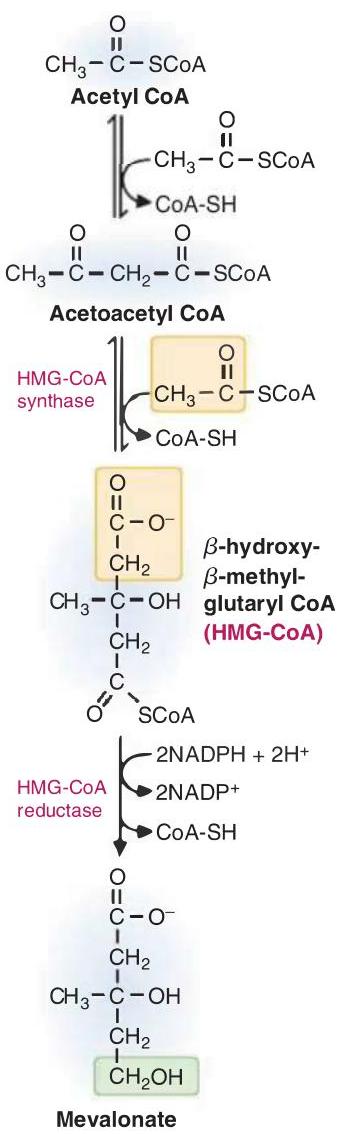 O
CH₃ – C – SCoA
Acetyl CoA
O
CH₃ – C – SCoA
CoA-SH
O O
CH₃ – C – CH₂ – C – SCoA
Acetoacetyl CoA
HMG-CoA
synthase
O
CH₃ – C – SCoA
CoA-SH
O
C – O⁻
CH₂
CH₃ – C – OH
CH₂
C
O SCoA
β-hydroxy-
β-methyl-
glutaryl CoA
(HMG-CoA)
HMG-CoA
reductase
2NADPH + 2H⁺
2NADP⁺
CoA-SH
O
C – O⁻
CH₂
CH₃ – C – OH
CH₂
CH₂OH
Mevalonate